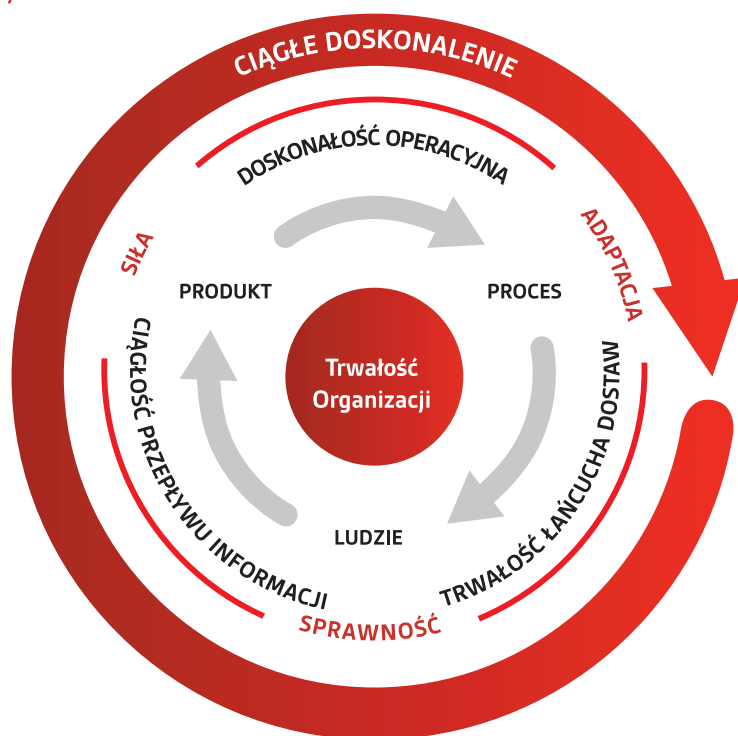 CIĄGŁE DOSKONALENIE
DOSKONAŁOŚĆ OPERACYJNA
SIŁA
ADAPTACJA
PRODUKT
PROCES
Trwałość
Organizacji
CIĄGŁOŚĆ PRZEPŁYWU INFORMACJI
TRWAŁOŚĆ ŁAŃCUCHA DOSTAW
LUDZIE
SPRAWNOŚĆ